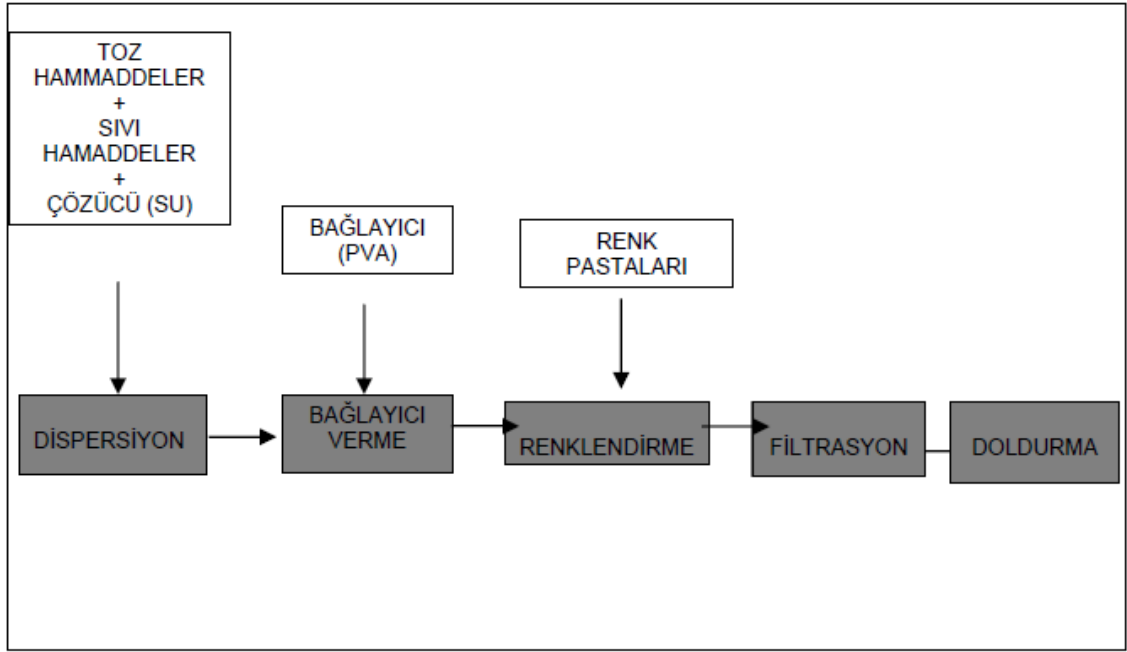 TOZ
HAMMADDELER
+
SIVI
HAMADDELER
+
ÇÖZÜCÜ (SU)
BAĞLAYICI
(PVA)
RENK
PASTALARI
DİSPERSİYON
BAĞLAYICI
VERME
RENKLENDİRME
FİLTRASYON
DOLDURMA